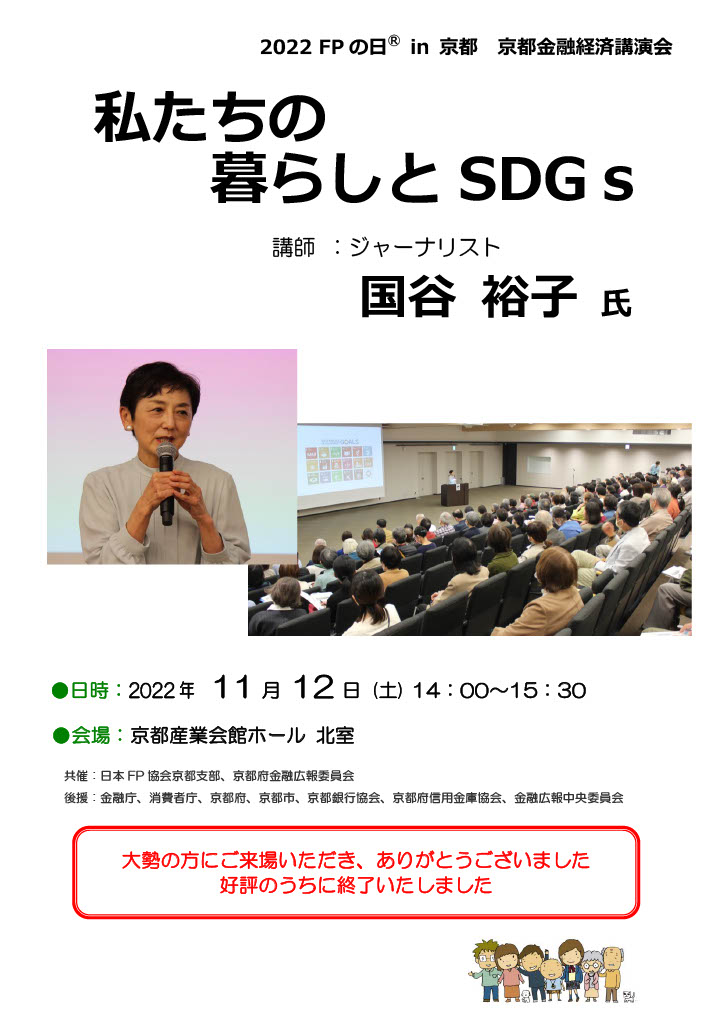 2022 FPの日® in 京都　京都金融経済講演会
私たちの
暮らしとSDGs
講師 ：ジャーナリスト
国谷 裕子 氏
GOALS
●日時：2022年 11月12日（土）14：00～15：30
●会場：京都産業会館ホール 北室
共催：日本FP協会京都支部、京都府金融広報委員会
後援：金融庁、消費者庁、京都府、京都市、京都銀行協会、京都府信用金庫協会、金融広報中央委員会
大勢の方にご来場いただき、ありがとうございました
好評のうちに終了いたしました